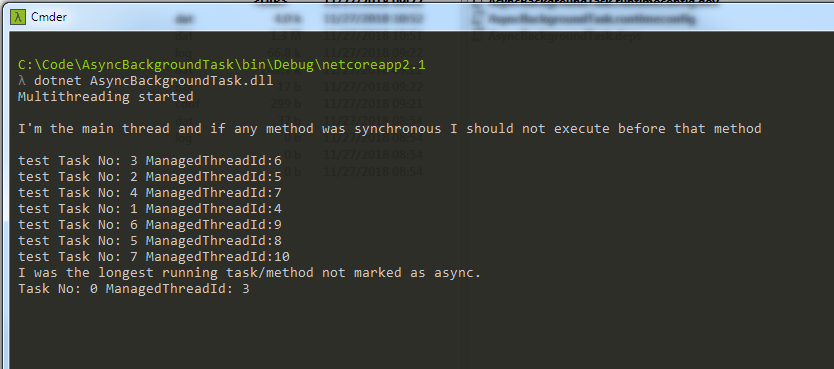 Cmder
C:\Code\AsyncBackgroundTask\bin\Debug\netcoreapp2.1
λ dotnet AsyncBackgroundTask.dll
Multithreading started
I'm the main thread and if any method was synchronous I should not execute before that method
test Task No: 3 ManagedThreadId:6
test Task No: 2 ManagedThreadId:5
test Task No: 4 ManagedThreadId:7
test Task No: 1 ManagedThreadId:4
test Task No: 6 ManagedThreadId:9
test Task No: 5 ManagedThreadId:8
test Task No: 7 ManagedThreadId:10
I was the longest running task/method not marked as async.
Task No: 0 ManagedThreadId: 3